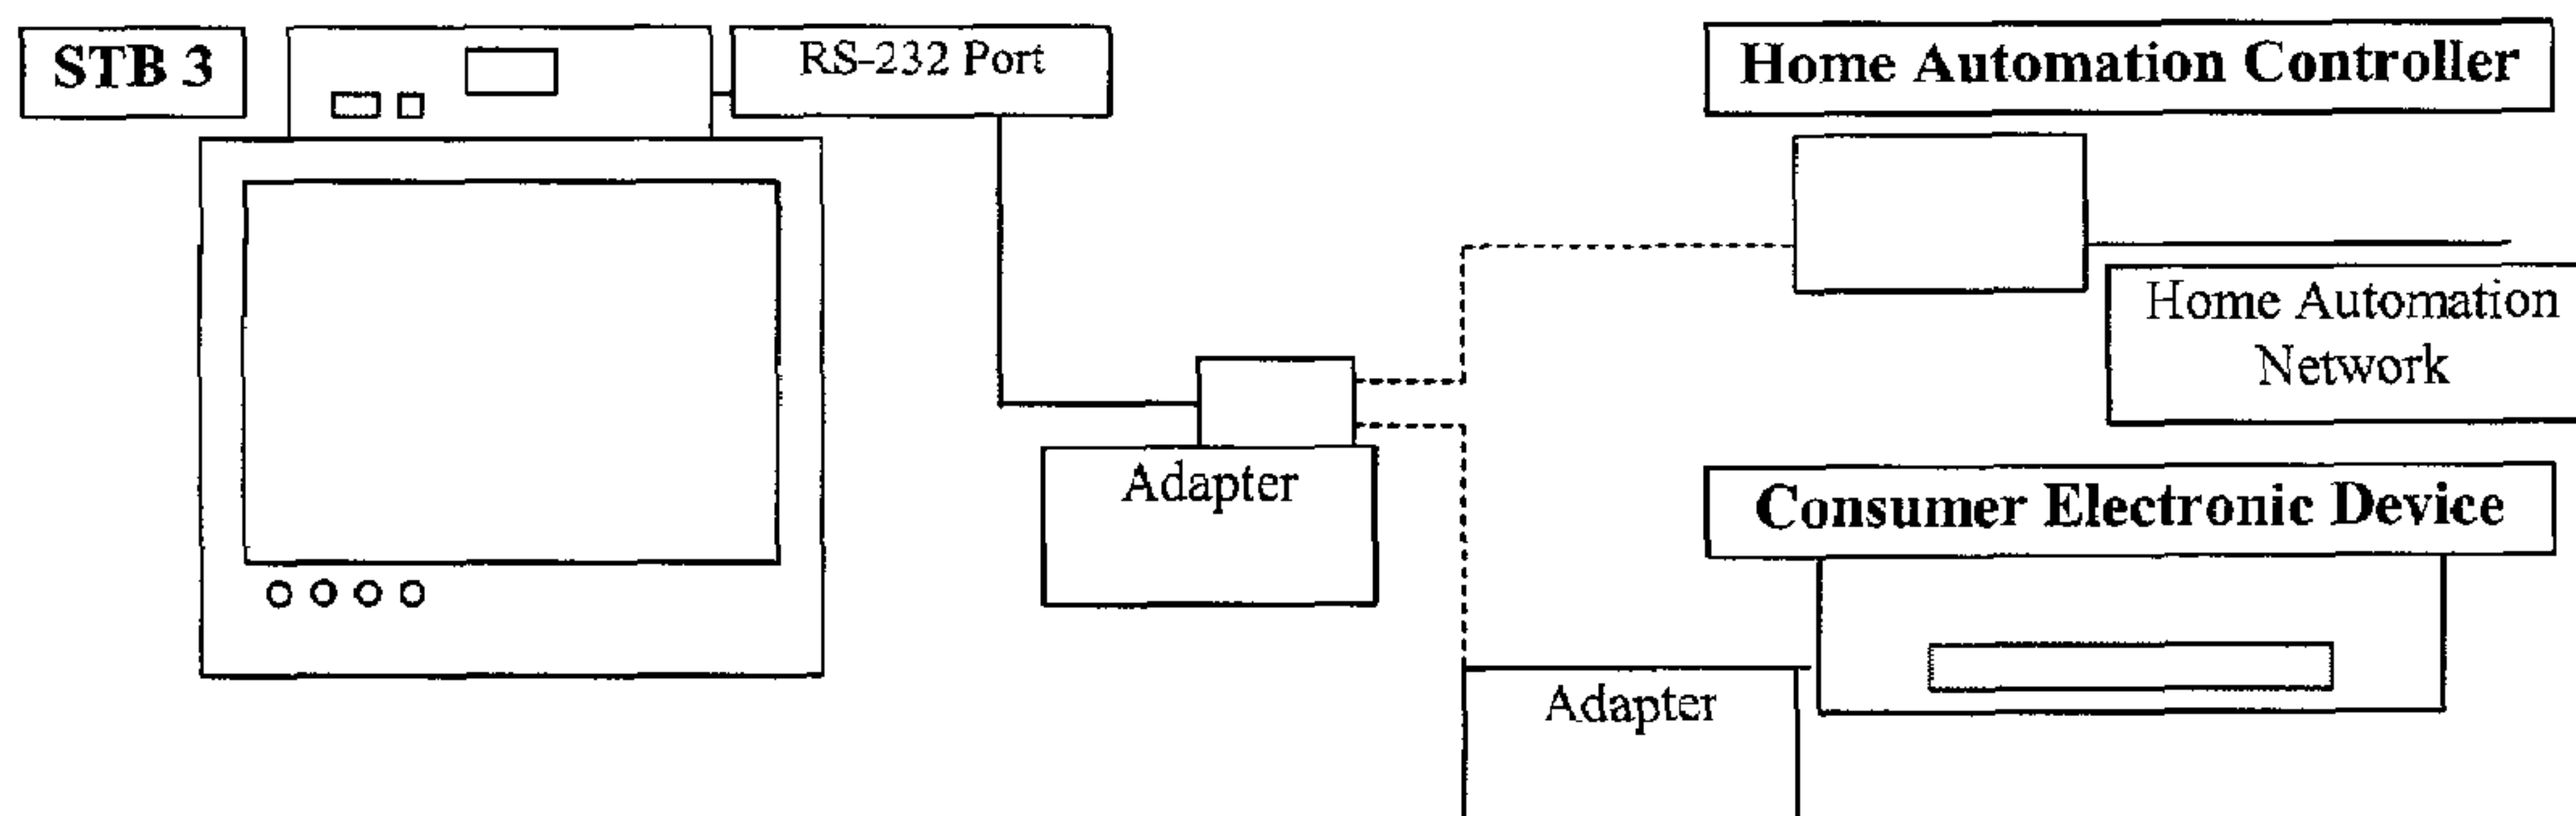 STB 3
RS-232 Port
Home Automation Controller
Home Automation
Network
Adapter
Consumer Electronic Device
Adapter